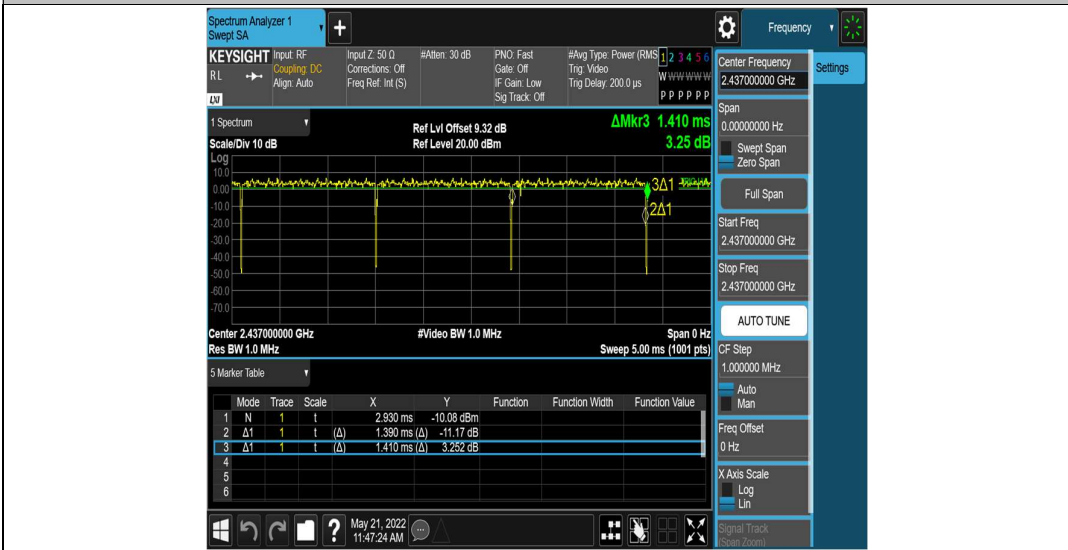 Spectrum Analyzer 1
Swept SA
Frequency
KEYSIGHT Input: RF
Coupling: DC
Align: Auto
RL
LXI
Input Z: 50 Ω
Corrections: Off
Freq Ref: Int (S)
#Atten: 30 dB
PNO: Fast
Gate: Off
IF Gain: Low
Sig Track: Off
#Avg Type: Power (RMS
Trig: Video
Trig Delay: 200.0 µs
1 2 3 4 5 6
W W W W W W
P P P P P P
1 Spectrum
Scale/Div 10 dB
Ref Lvl Offset 9.32 dB
Ref Level 20.00 dBm
ΔMkr3 1.410 ms
3.25 dB
Log
10.0
0.00
-10.0
-20.0
-30.0
-40.0
-50.0
-60.0
-70.0
3Δ1
2Δ1
Center 2.437000000 GHz
#Video BW 1.0 MHz
Span 0 Hz
Res BW 1.0 MHz
Sweep 5.00 ms (1001 pts)
5 Marker Table
Mode Trace Scale X Y Function Function Width Function Value
1 N 1 t 2.930 ms -10.08 dBm
2 Δ1 1 t (Δ) 1.390 ms (Δ) -11.17 dB
3 Δ1 1 t (Δ) 1.410 ms (Δ) 3.252 dB
4
5
6
May 21, 2022
11:47:24 AM
Center Frequency
2.437000000 GHz
Settings
Span
0.00000000 Hz
Swept Span
Zero Span
Full Span
Start Freq
2.437000000 GHz
Stop Freq
2.437000000 GHz
AUTO TUNE
CF Step
1.000000 MHz
Auto
Man
Freq Offset
0 Hz
X Axis Scale
Log
Lin
Signal Track
(Span Zoom)